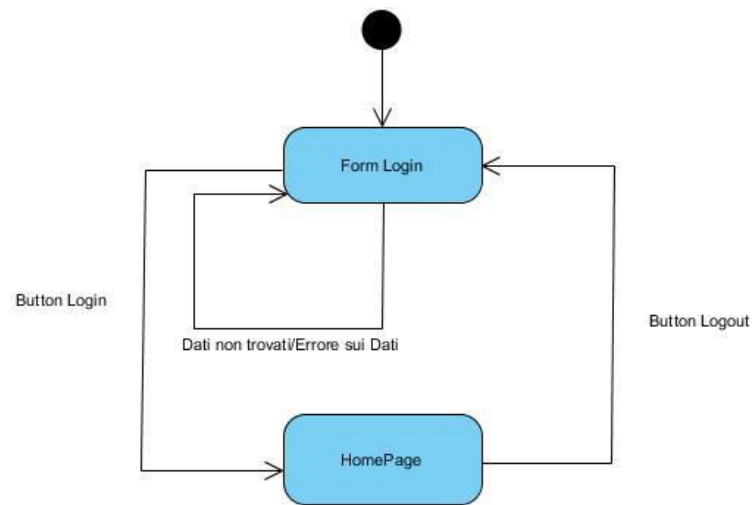 Form Login
Button Login
Button Logout
Dati non trovati/Errore sui Dati
HomePage